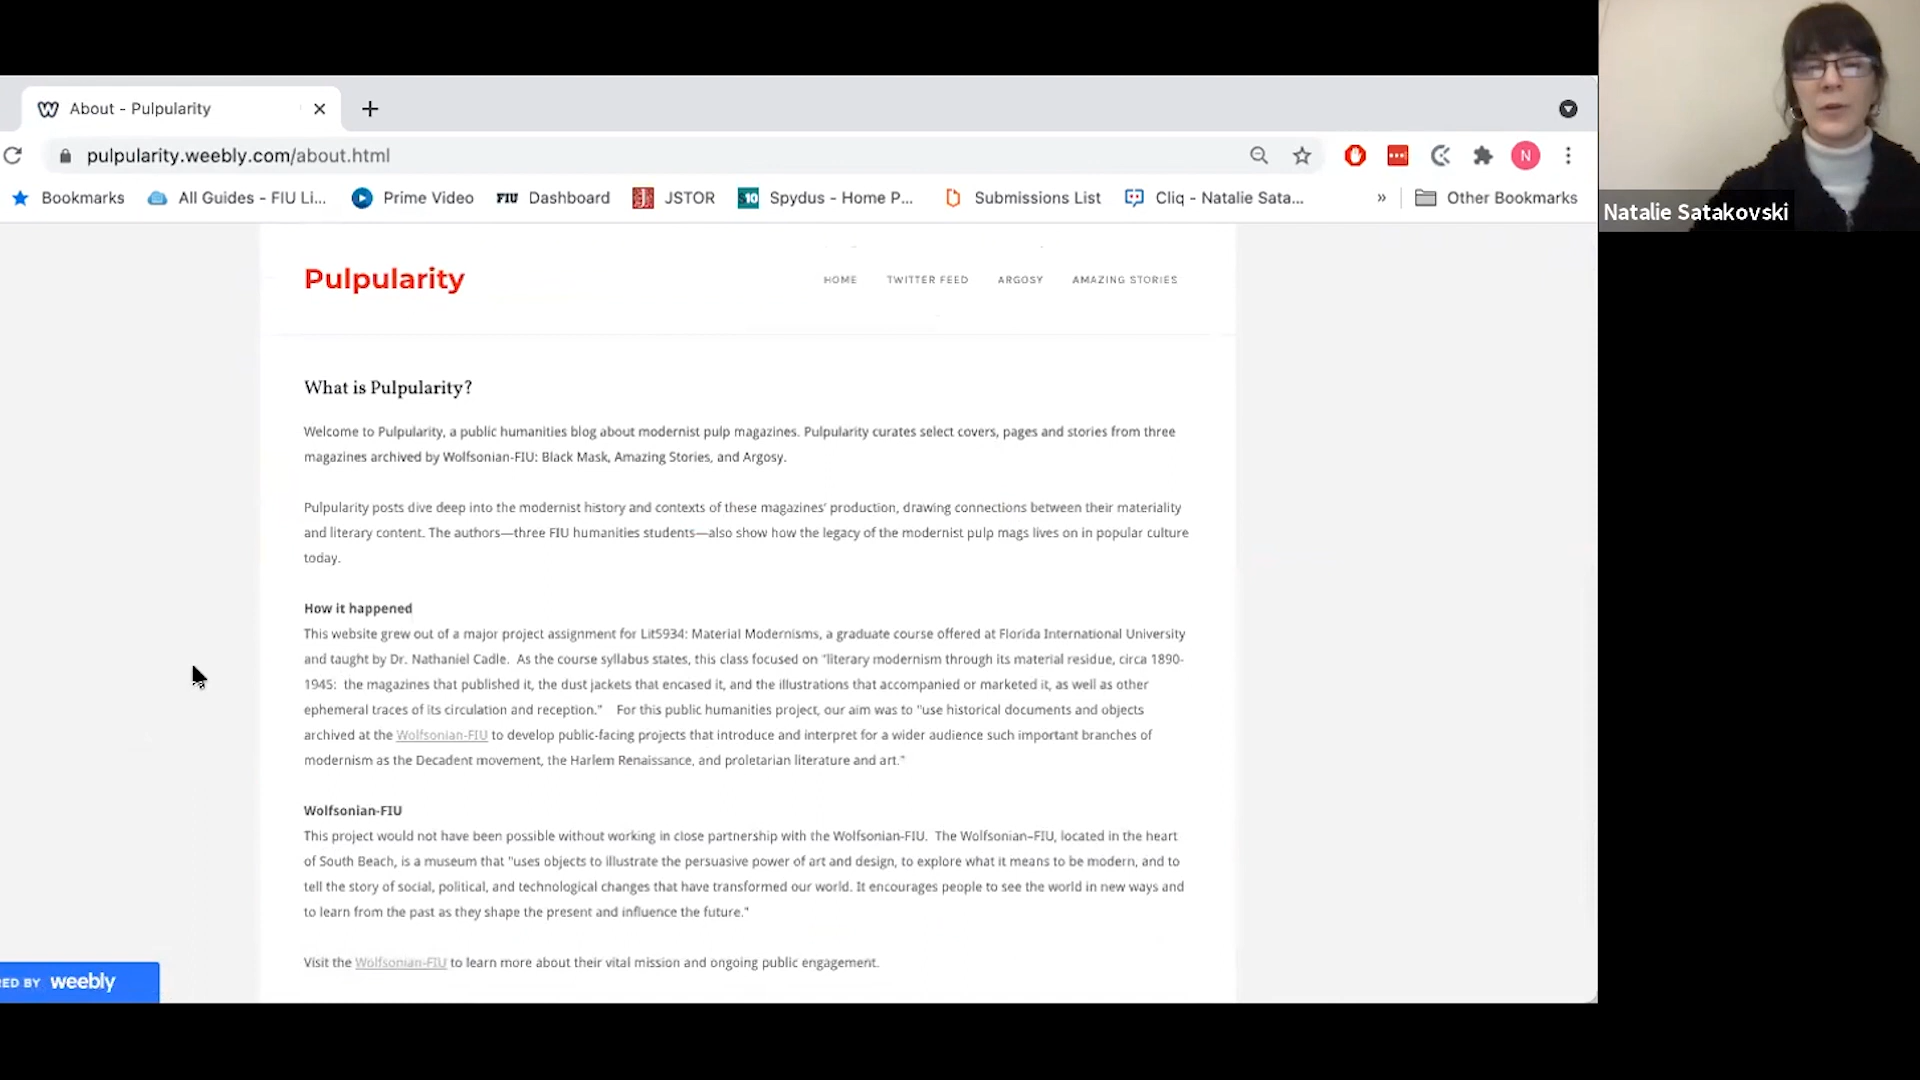 About - Pulpularity
pulpularity.weebly.com/about.html
N
Bookmarks
All Guides - FIU Li...
Prime Video
FIU Dashboard
JSTOR
Spydus - Home P...
Submissions List
Cliq - Natalie Sata...
Other Bookmarks
Natalie Satakovski
Pulpularity
HOME
TWITTER FEED
ARGOSY
AMAZING STORIES
What is Pulpularity?
Welcome to Pulpularity, a public humanities blog about modernist pulp magazines. Pulpularity curates select covers, pages and stories from three
magazines archived by Wolfsonian-FIU: Black Mask, Amazing Stories, and Argosy.
Pulpularity posts dive deep into the modernist history and contexts of these magazines' production, drawing connections between their materiality
and literary content. The authors—three FIU humanities students—also show how the legacy of the modernist pulp mags lives on in popular culture
today.
How it happened
This website grew out of a major project assignment for Lit5934: Material Modernisms, a graduate course offered at Florida International University
and taught by Dr. Nathaniel Cadle. As the course syllabus states, this class focused on "literary modernism through its material residue, circa 1890-
1945: the magazines that published it, the dust jackets that encased it, and the illustrations that accompanied or marketed it, as well as other
ephemeral traces of its circulation and reception." For this public humanities project, our aim was to "use historical documents and objects
archived at the Wolfsonian-FIU to develop public-facing projects that introduce and interpret for a wider audience such important branches of
modernism as the Decadent movement, the Harlem Renaissance, and proletarian literature and art."
Wolfsonian-FIU
This project would not have been possible without working in close partnership with the Wolfsonian-FIU. The Wolfsonian–FIU, located in the heart
of South Beach, is a museum that "uses objects to illustrate the persuasive power of art and design, to explore what it means to be modern, and to
tell the story of social, political, and technological changes that have transformed our world. It encourages people to see the world in new ways and
to learn from the past as they shape the present and influence the future."
Visit the Wolfsonian-FIU to learn more about their vital mission and ongoing public engagement.
RED BY weebly